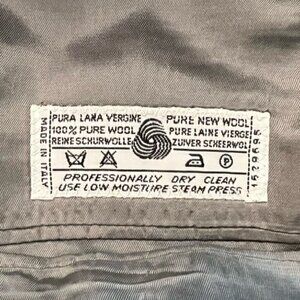 MADE IN ITALY
PURA LANA VERGINE
100% PURE WOOL
REINE SCHURWOLLE
PURE NEW WOOL
PURE LAINE VIERGE
ZUIVER SCHEERWOL
P
PROFESSIONALLY DRY CLEAN
USE LOW MOISTURE STEAM PRESS